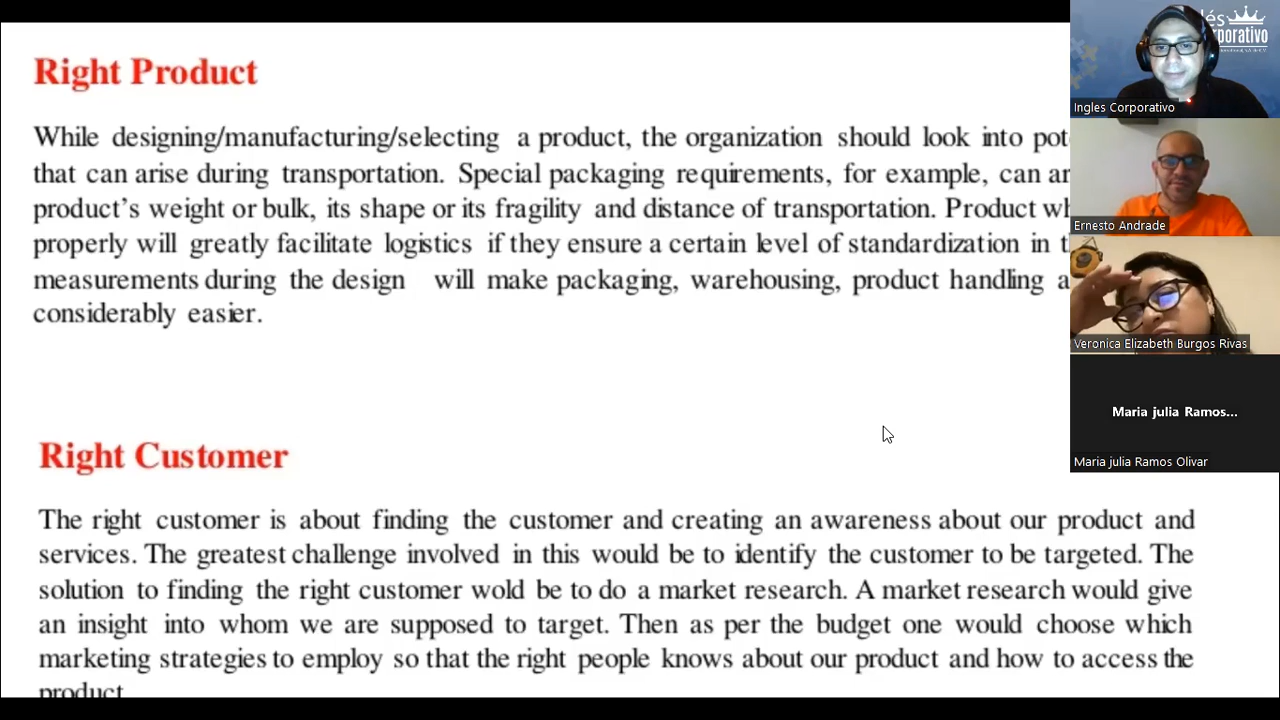 Right Product
While designing/manufacturing/selecting a product, the organization should look into
that can arise during transportation. Special packaging requirements, for example, can
product's weight or bulk, its shape or its fragility and distance of transportation. Product
properly will greatly facilitate logistics if they ensure a certain level of standardization in
measurements during the design will make packaging, warehousing, product handling
considerably easier.
Right Customer
The right customer is about finding the customer and creating an awareness about our product and
services. The greatest challenge involved in this would be to identify the customer to be targeted. The
solution to finding the right customer wold be to do a market research. A market research would give
an insight into whom we are supposed to target. Then as per the budget one would choose which
marketing strategies to employ so that the right people knows about our product and how to access the
product
Ingles Corporativo
Ernesto Andrade
Veronica Elizabeth Burgos Rivas
Maria julia Ramos...
Maria julia Ramos Olivar